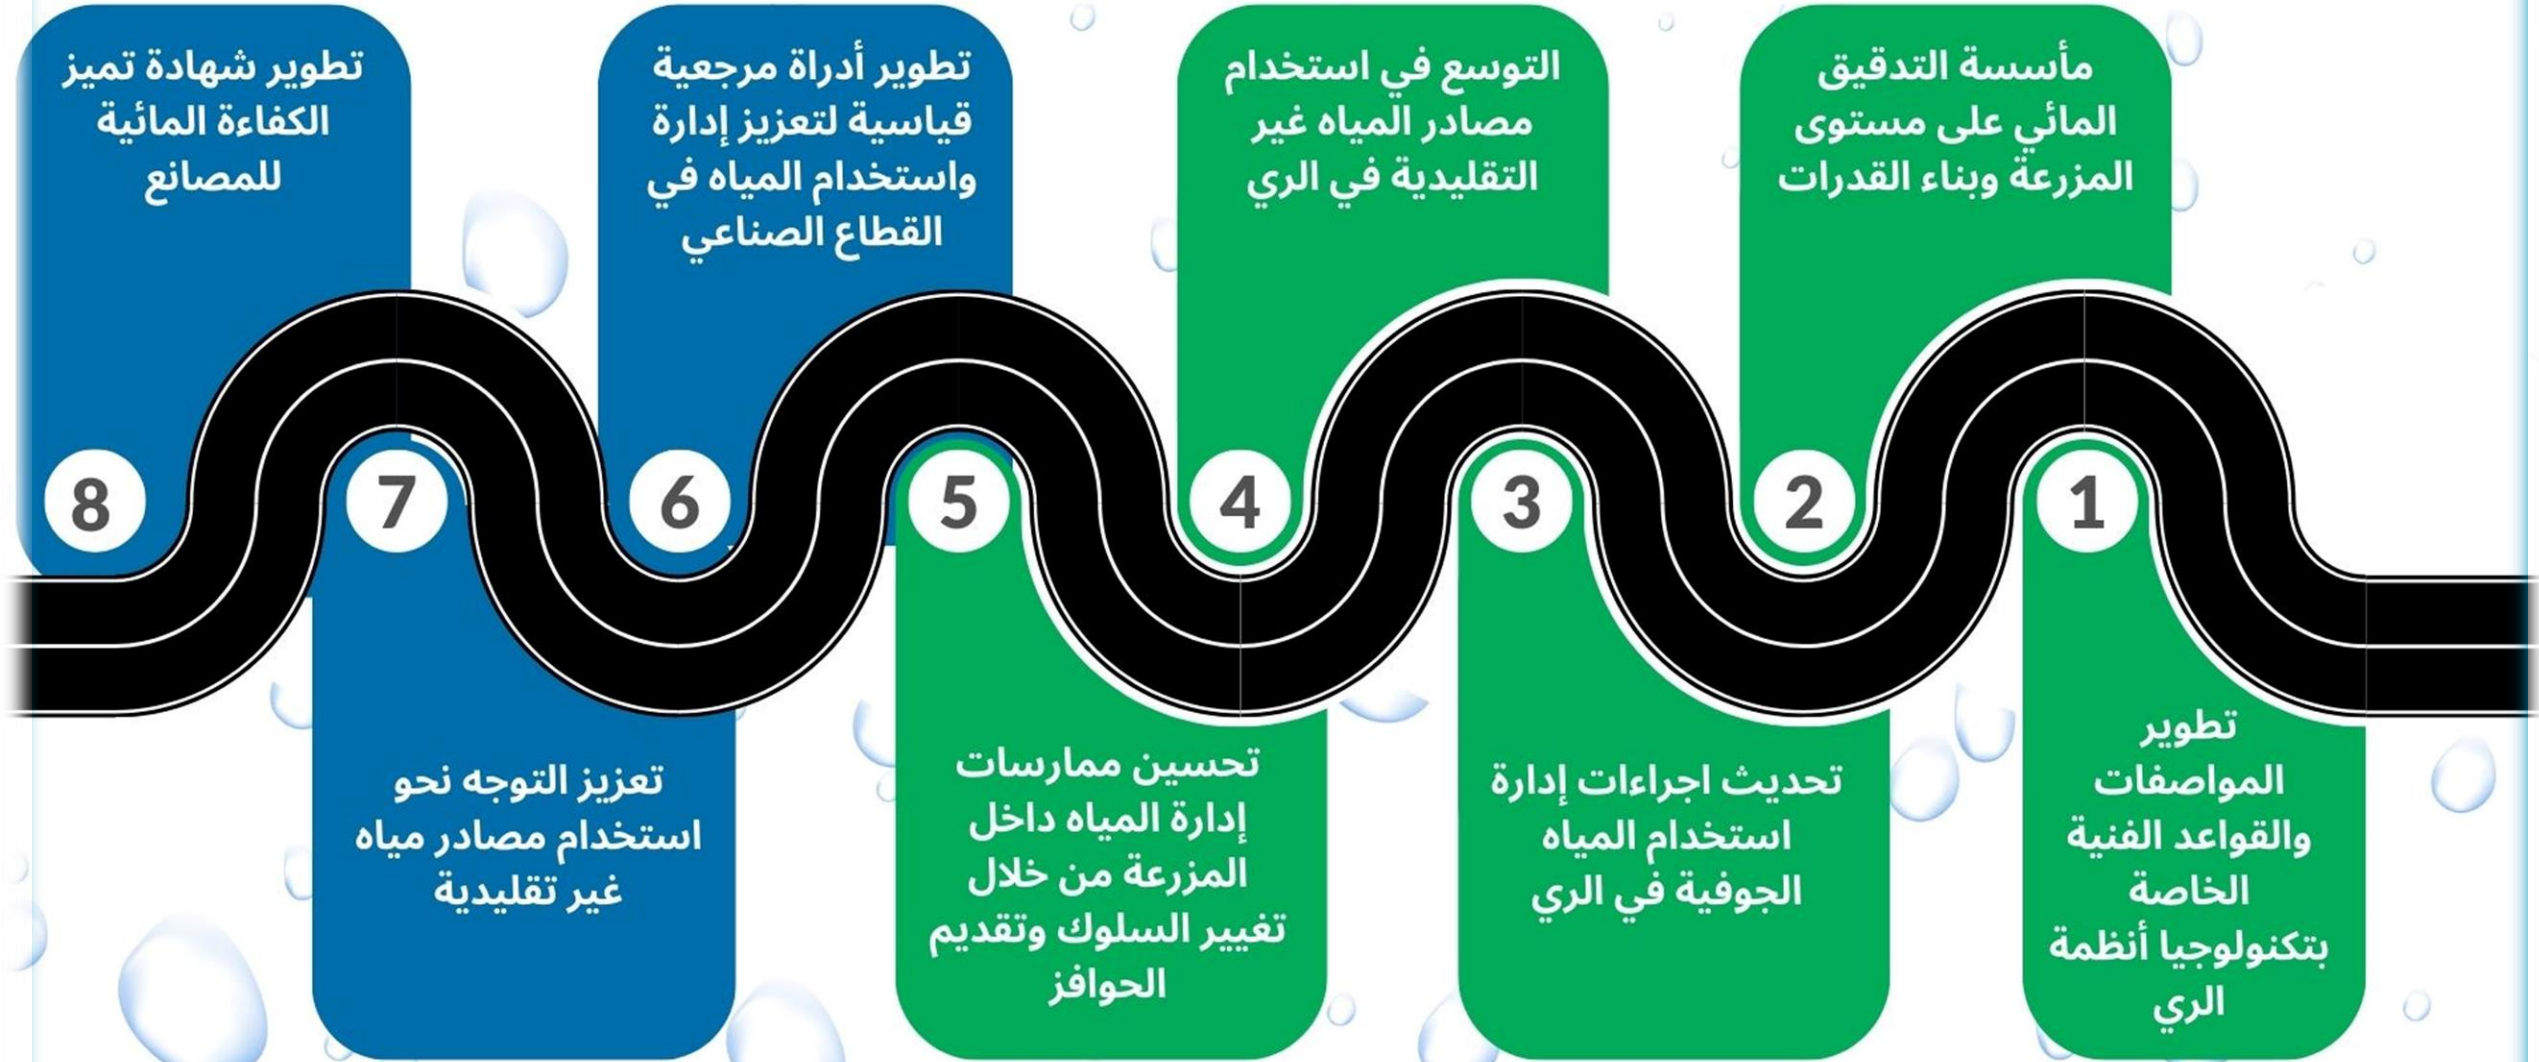 1
تطوير
المواصفات
والقواعد الفنية
الخاصة
بتكنولوجيا أنظمة
الري
2
مأسسة التدقيق
المائي على مستوى
المزرعة وبناء القدرات
3
تحديث اجراءات إدارة
استخدام المياه
الجوفية في الري
4
التوسع في استخدام
مصادر المياه غير
التقليدية في الري
5
تحسين ممارسات
إدارة المياه داخل
المزرعة من خلال
تغيير السلوك وتقديم
الحوافز
6
تطوير أدراة مرجعية
قياسية لتعزيز إدارة
واستخدام المياه في
القطاع الصناعي
7
تعزيز التوجه نحو
استخدام مصادر مياه
غير تقليدية
8
تطوير شهادة تميز
الكفاءة المائية
للمصانع